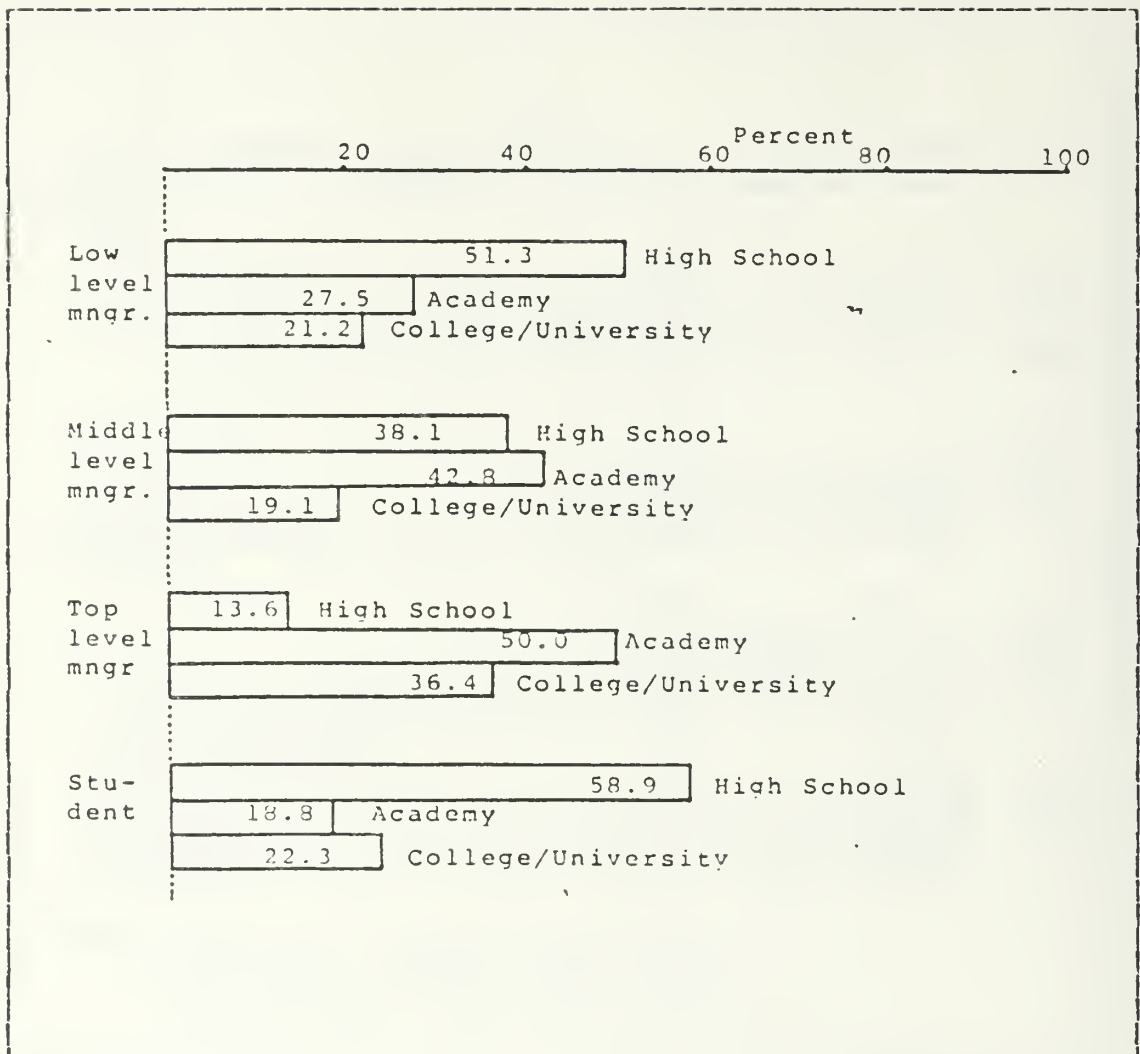 Percent
20 40 60 80 100
Low level mngr.
51.3 High School
27.5 Academy
21.2 College/University
Middle level mngr.
38.1 High School
42.8 Academy
19.1 College/University
Top level mngr
13.6 High School
50.0 Academy
36.4 College/University
Stu-
dent
58.9 High School
18.8 Academy
22.3 College/University